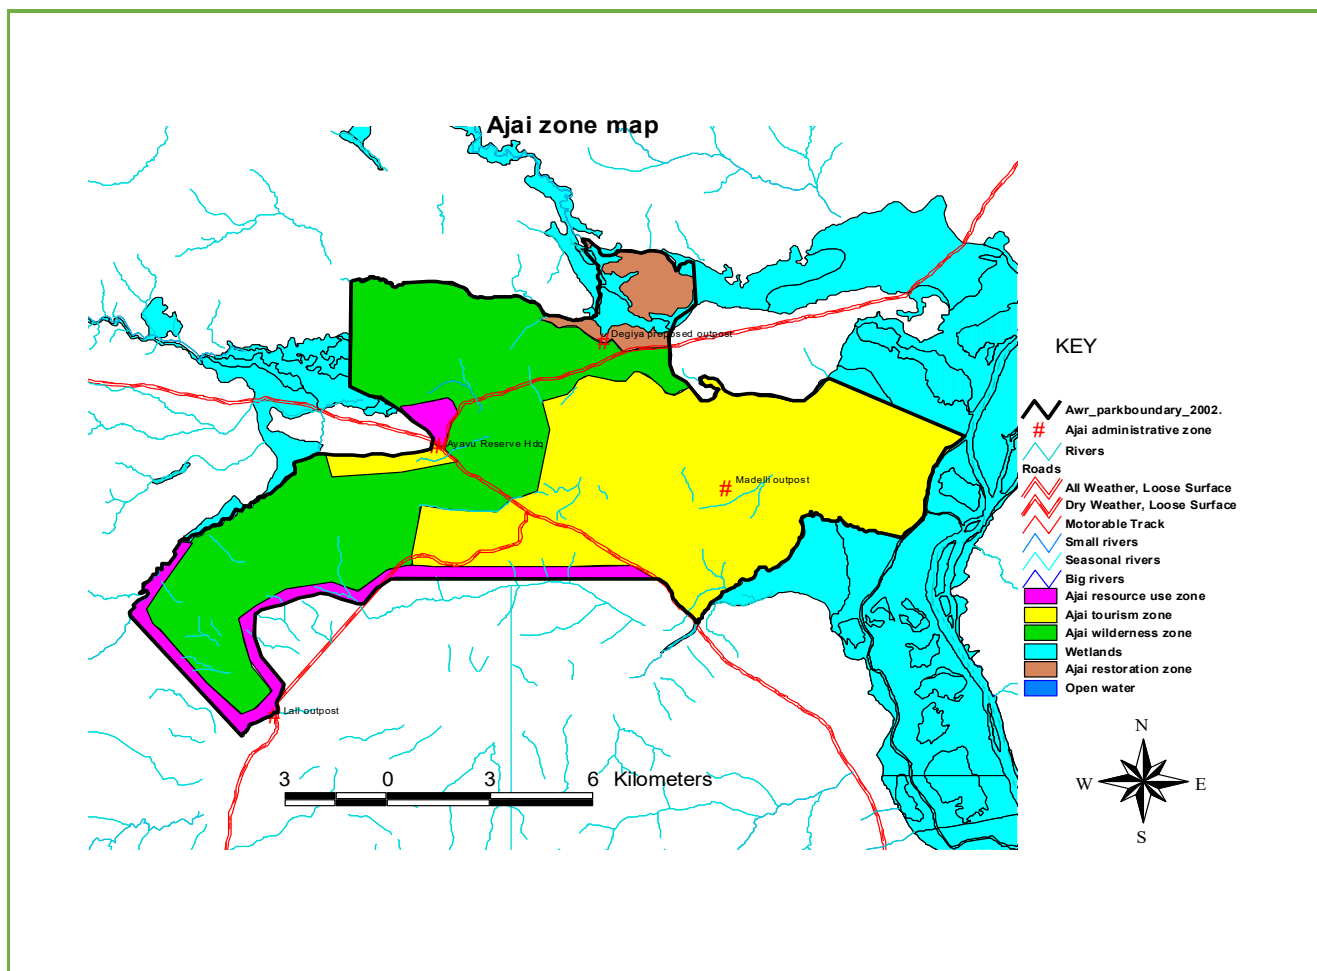 Ajai zone map
Degiya proposed outpost
Ayavu Reserve Hdq
Madelli outpost
Lali outpost
3 0 3 6 Kilometers
KEY
Awr_parkboundary_2002.
# Ajai administrative zone
Rivers
Roads
All Weather, Loose Surface
Dry Weather, Loose Surface
Motorable Track
Small rivers
Seasonal rivers
Big rivers
Ajai resource use zone
Ajai tourism zone
Ajai wilderness zone
Wetlands
Ajai restoration zone
Open water
N
W E
S